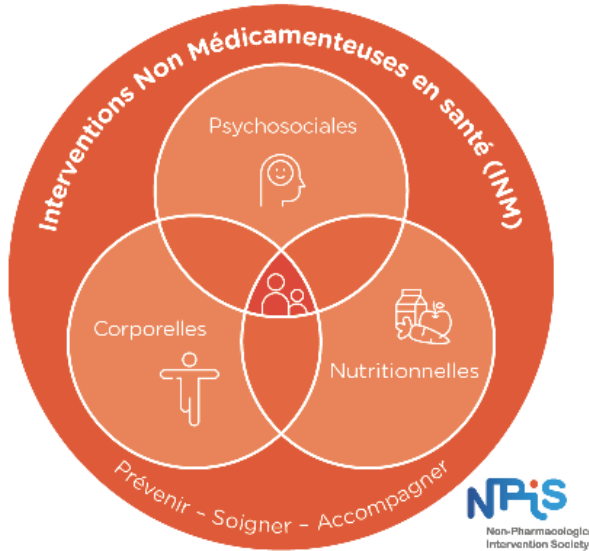 Interventions Non Médicamenteuses en santé (INM)
Psychosociales
Corporelles
Nutritionnelles
Prévenir - Soigner - Accompagner
NPIS
Non-Pharmacologic
Intervention Society